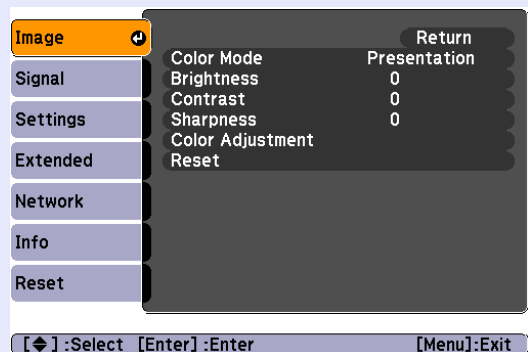 Image
Signal
Settings
Extended
Network
Info
Reset
Return
Color Mode Presentation
Brightness 0
Contrast 0
Sharpness 0
Color Adjustment
Reset
[◆] :Select [Enter] :Enter [Menu]:Exit